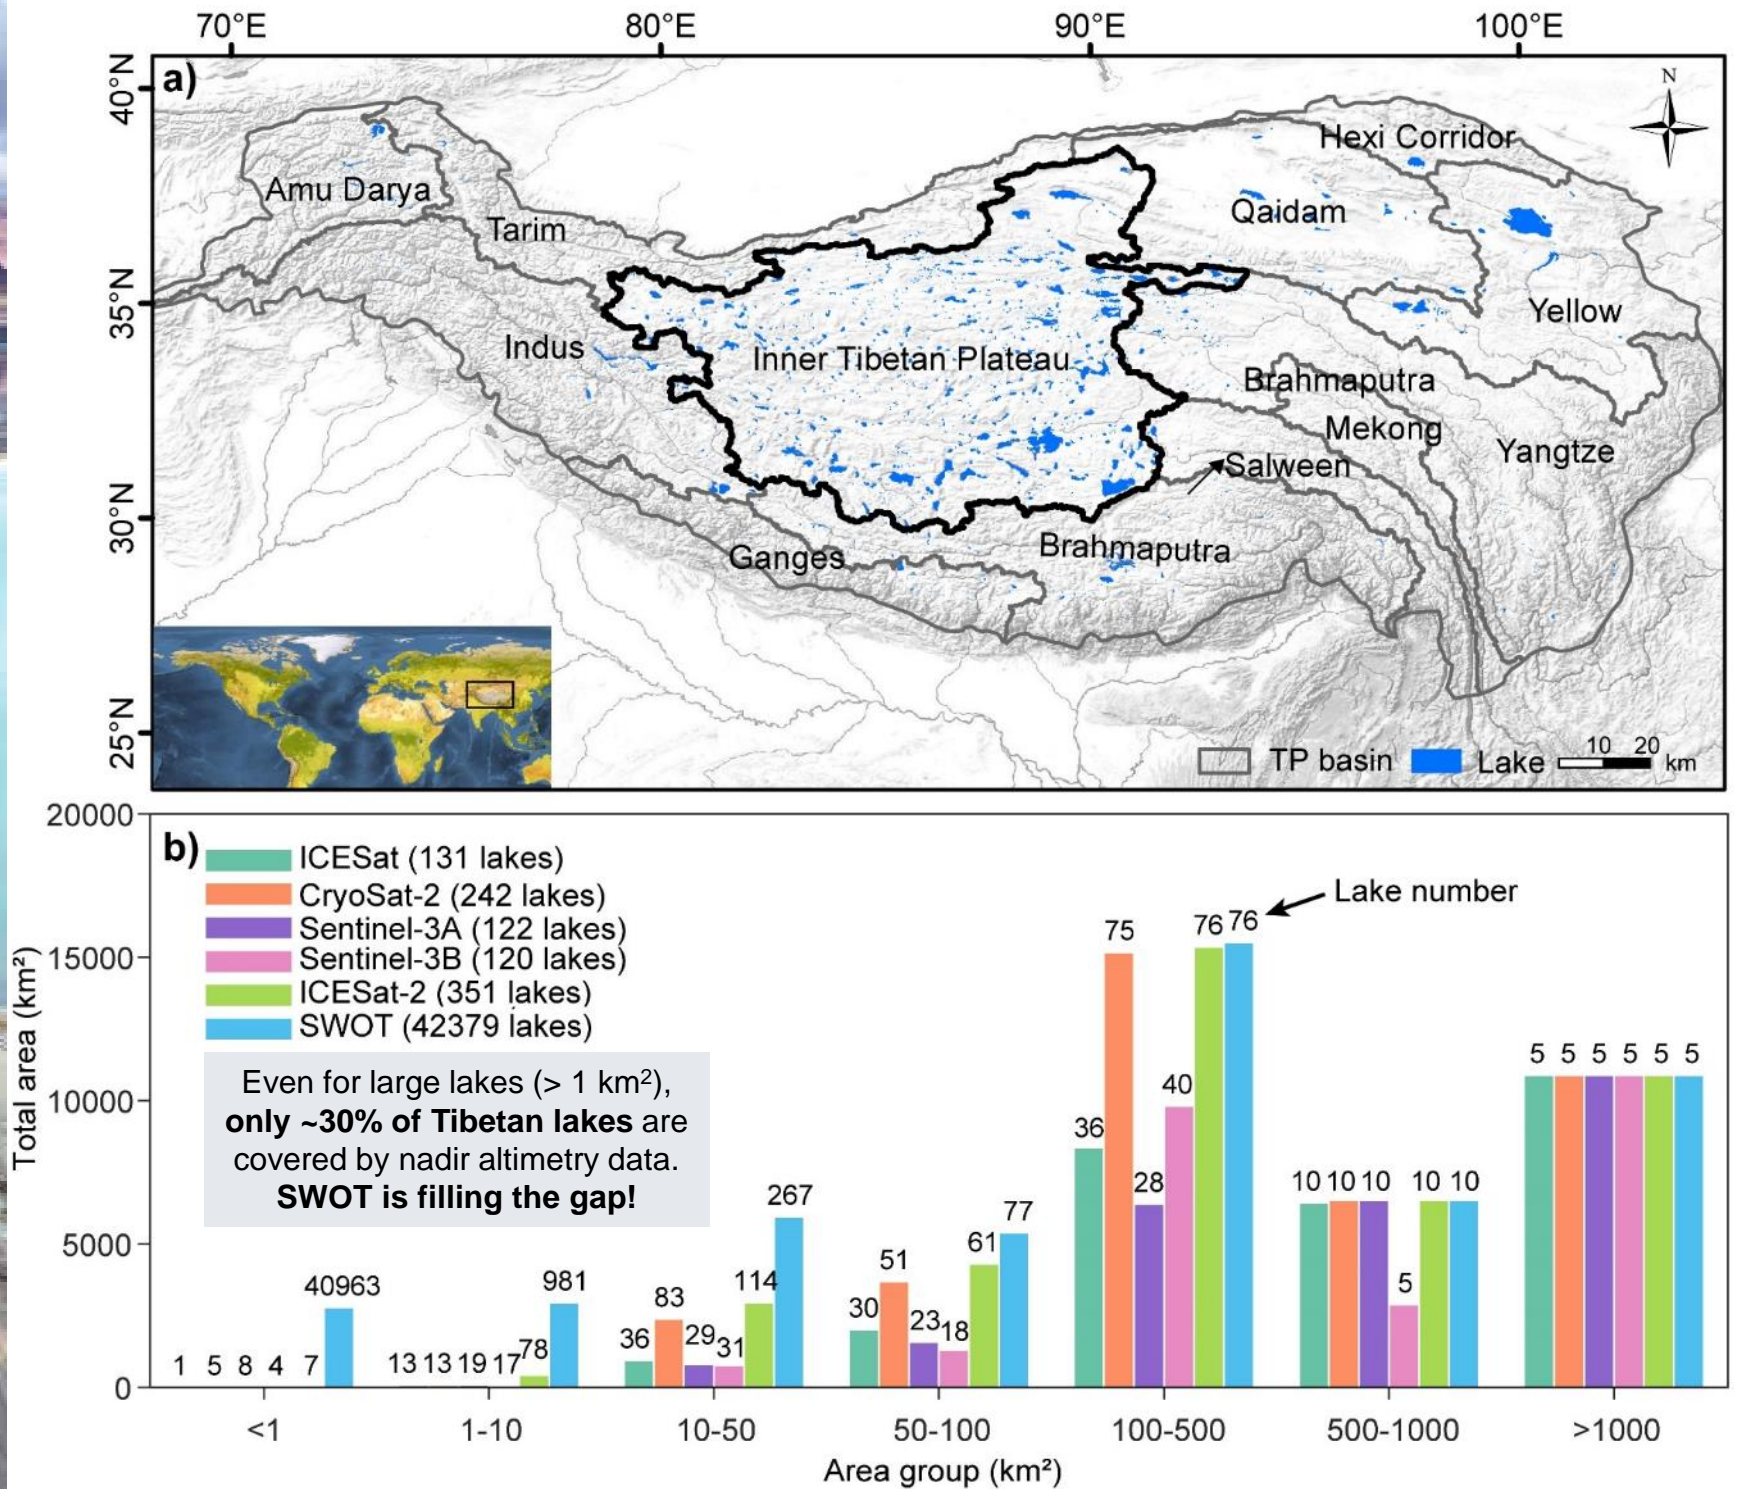 70°E 80°E 90°E 100°E
a)
N
40°N
35°N
30°N
25°N
Hexi Corridor
Amu Darya
Qaidam
Tarim
Yellow
Indus
Inner Tibetan Plateau
Brahmaputra
Mekong
Yangtze
Salween
Brahmaputra
Ganges
TP basin Lake 10 20 km
b)
ICESat (131 lakes)
CryoSat-2 (242 lakes)
Sentinel-3A (122 lakes)
Sentinel-3B (120 lakes)
ICESat-2 (351 lakes)
SWOT (42379 lakes)
Lake number
Even for large lakes (> 1 km²),
only ~30% of Tibetan lakes are
covered by nadir altimetry data.
SWOT is filling the gap!
Total area (km²)
20000
15000
10000
5000
0
1 5 8 4 7 40963
13 13 19 17 78 981
36 83 29 31 114 267
30 51 23 18 61 77
36 75 28 40 76 76
10 10 10 5 10 10
5 5 5 5 5 5
<1 1-10 10-50 50-100 100-500 500-1000 >1000
Area group (km²)